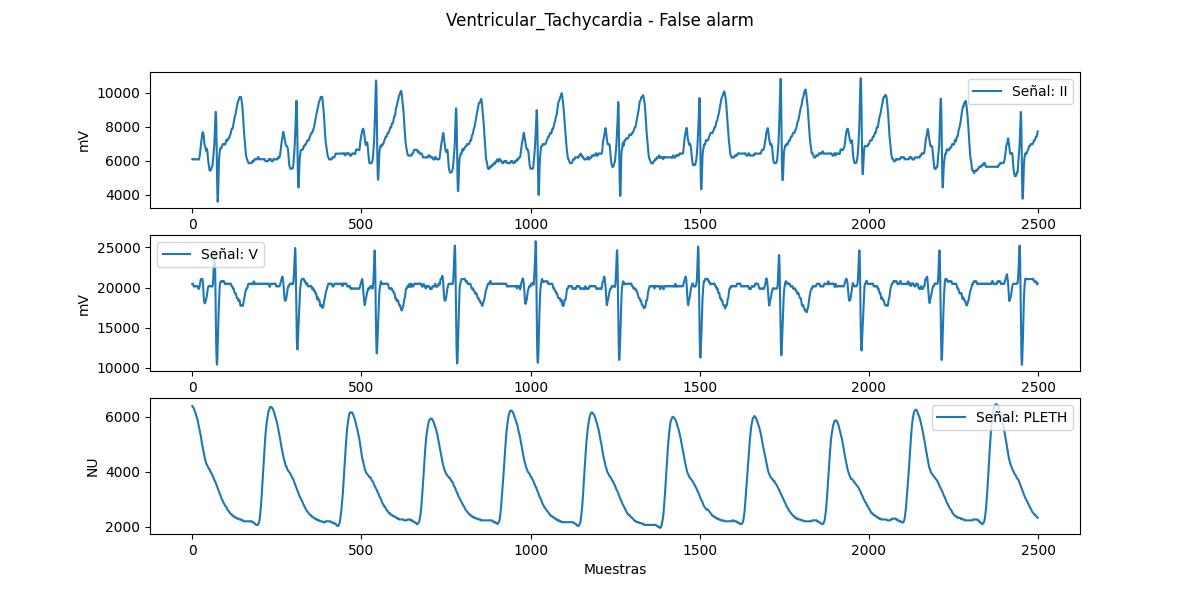 Ventricular_Tachycardia - False alarm
10000
8000
6000
4000
mV
Señal: II
0 500 1000 1500 2000 2500
25000
20000
15000
10000
mV
Señal: V
0 500 1000 1500 2000 2500
6000
4000
2000
NU
Señal: PLETH
0 500 1000 1500 2000 2500
Muestras